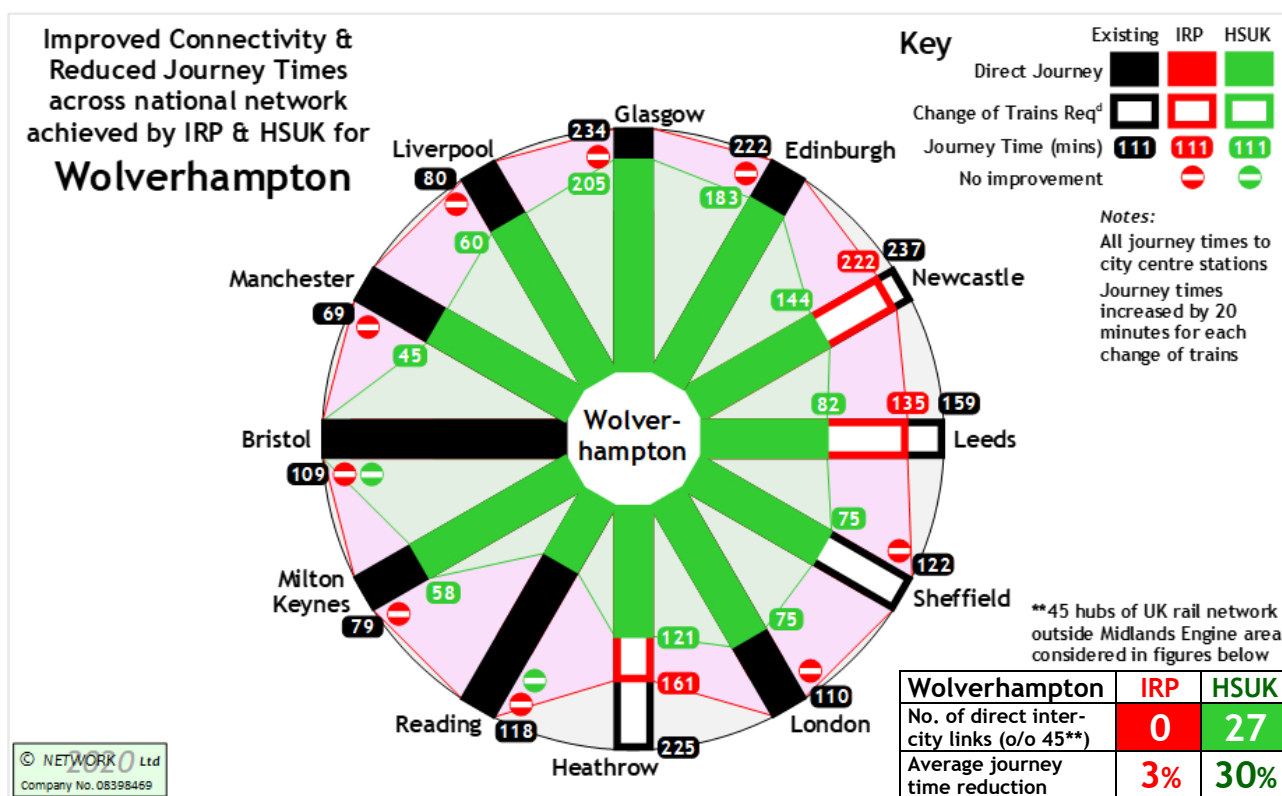 Improved Connectivity &
Reduced Journey Times
across national network
achieved by IRP & HSUK for
Wolverhampton
Key
Existing IRP HSUK
Direct Journey
Change of Trains Reqᵈ
Journey Time (mins) 111 111 111
No improvement
Notes:
All journey times to
city centre stations
Journey times
increased by 20
minutes for each
change of trains
Glasgow
234
205
Edinburgh
222
183
Newcastle
237
222
144
Leeds
159
135
82
Sheffield
122
75
London
110
75
Heathrow
225
161
121
Reading
118
Milton
Keynes
79
58
Bristol
109
Manchester
69
45
Liverpool
80
60
Wolver-
hampton
**45 hubs of UK rail network
outside Midlands Engine area
considered in figures below
Wolverhampton IRP HSUK
No. of direct inter-
city links (o/o 45**) 0 27
Average journey
time reduction 3% 30%
© NETWORK 2020 Ltd
Company No. 08398469